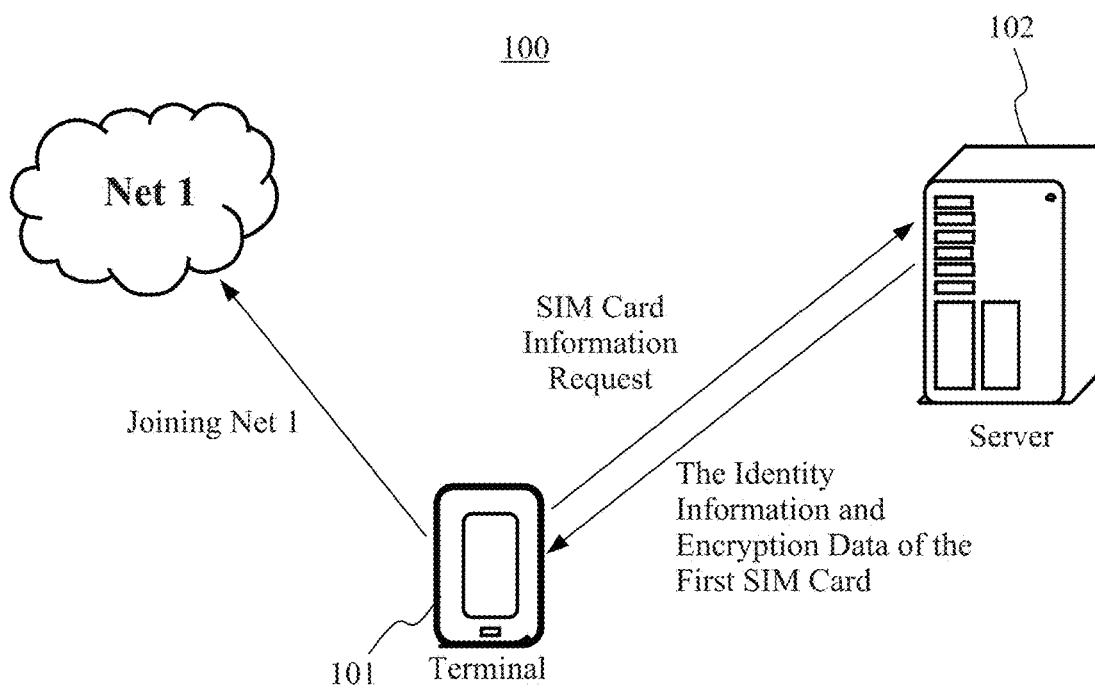 100
102
Net 1
SIM Card
Information
Request
Joining Net 1
Server
The Identity
Information and
Encryption Data of the
First SIM Card
101
Terminal